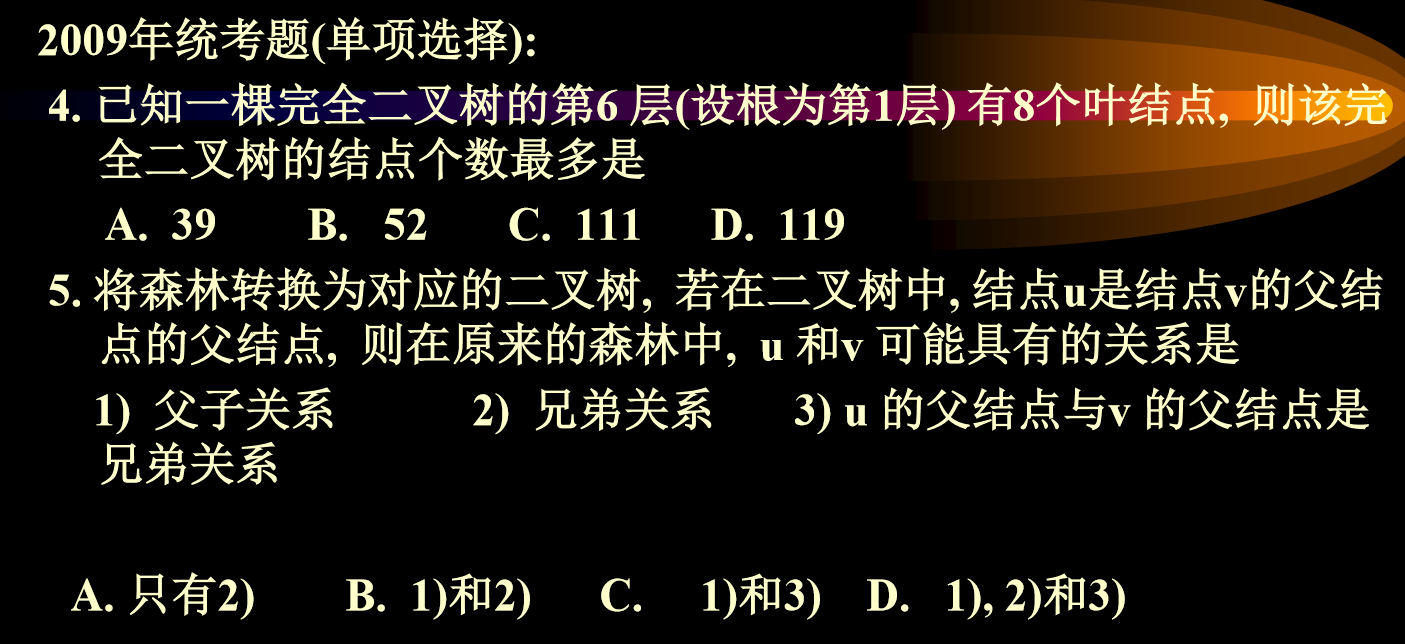 2009年统考题(单项选择):
4. 已知一棵完全二叉树的第6 层(设根为第1层) 有8个叶结点, 则该完
全二叉树的结点个数最多是
A. 39 B. 52 C. 111 D. 119
5. 将森林转换为对应的二叉树, 若在二叉树中, 结点u是结点v的父结
点的父结点, 则在原来的森林中, u 和v 可能具有的关系是
1) 父子关系 2) 兄弟关系 3) u 的父结点与v 的父结点是
兄弟关系
A. 只有2) B. 1)和2) C. 1)和3) D. 1), 2)和3)